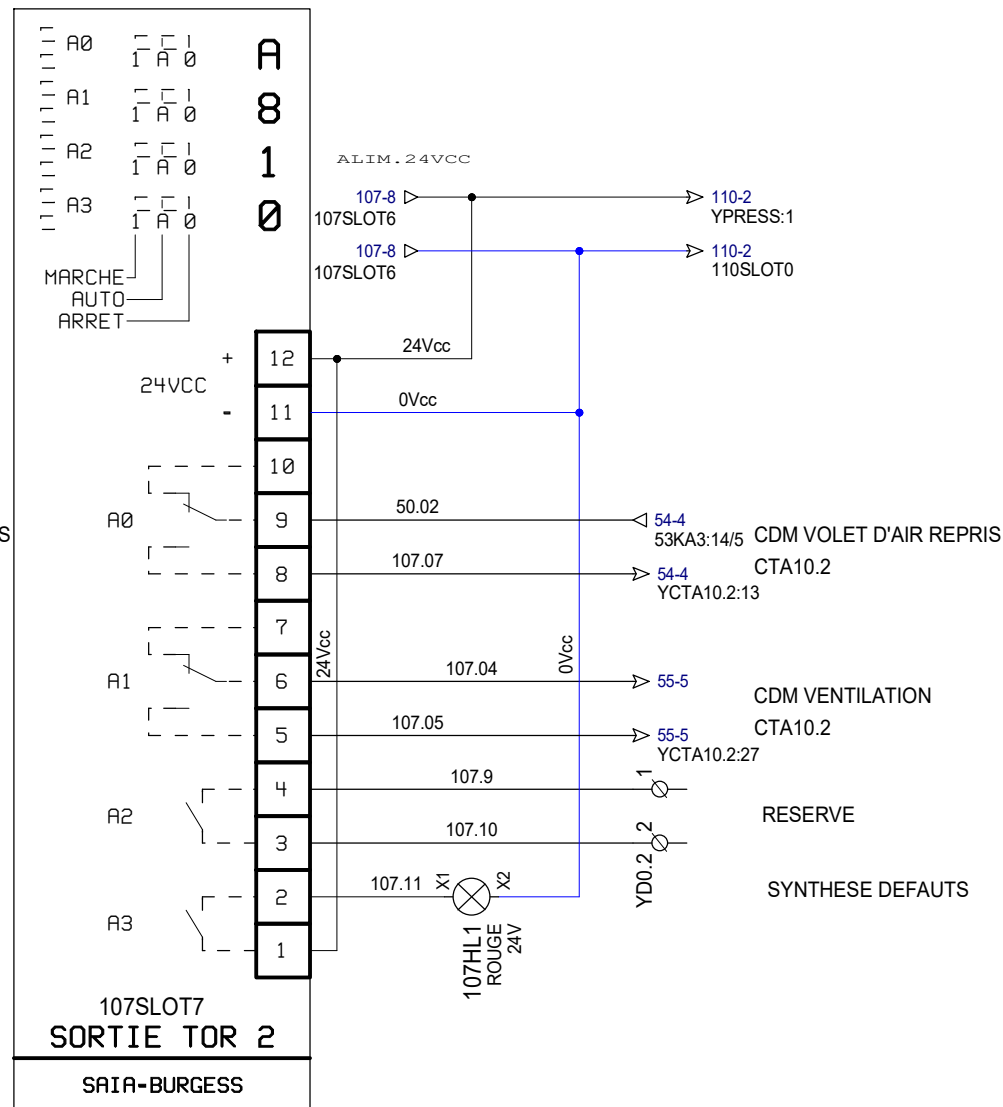 A0 1 A 0 A
A1 1 A 0 8
A2 1 A 0 1
A3 1 A 0 0
MARCHE
AUTO
ARRET
ALIM.24VCC
107-8 110-2
107SLOT6 YPRESS:1
107-8 110-2
107SLOT6 110SLOT0
+ 12 24Vcc
24VCC
- 11 0Vcc
10
A0 9 50.02 54-4
53KA3:14/5 CDM VOLET D'AIR REPRIS
S
8 107.07 54-4 CTA10.2
YCTA10.2:13
7
24Vcc 0Vcc
A1 6 107.04 55-5
CDM VENTILATION
5 107.05 55-5 CTA10.2
YCTA10.2:27
4 107.9 1
A2 RESERVE
3 107.10 2
YD0.2
2 107.11 X1 X2 SYNTHESE DEFAUTS
A3
1
107HL1
ROUGE
24V
107SLOT7
SORTIE TOR 2
SAIA-BURGESS